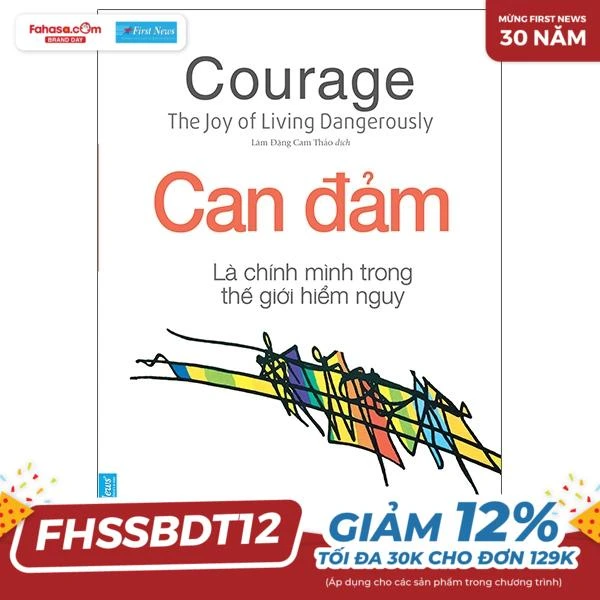 Fahasa.com
BRAND DAY
First News
MỪNG FIRST NEWS
30 NĂM
Courage
The Joy of Living Dangerously
Lâm Đặng Cam Thảo dịch
Can đảm
Là chính mình trong
thế giới hiểm nguy
News
FHSSBDT12
GIẢM 12%
TỐI ĐA 30K CHO ĐƠN 129K
(Áp dụng cho các sản phẩm trong chương trình)